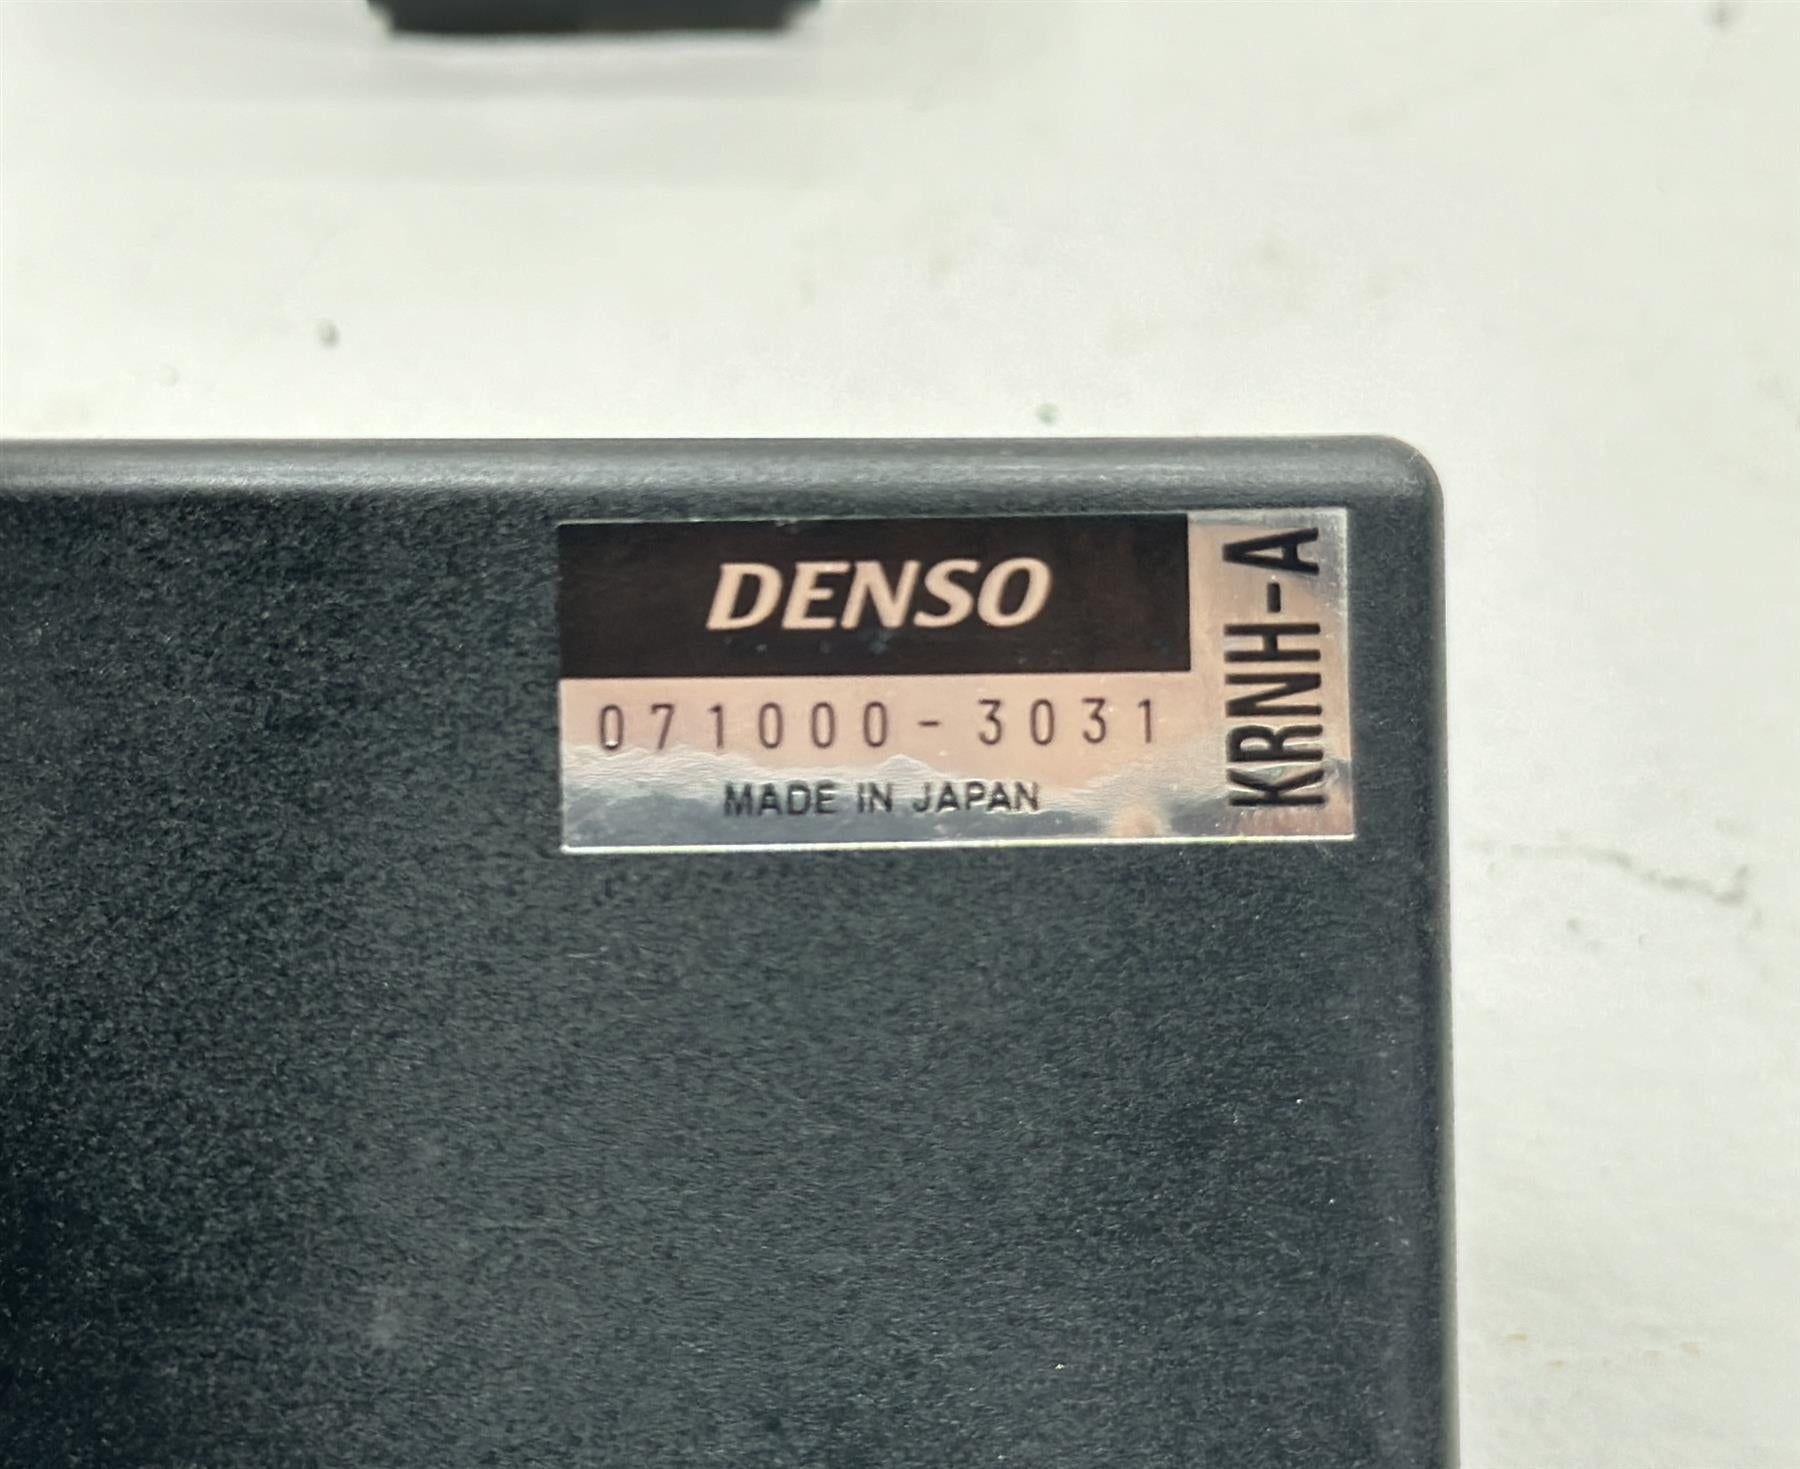 DENSO
071000-3031
MADE IN JAPAN
KRNH-A